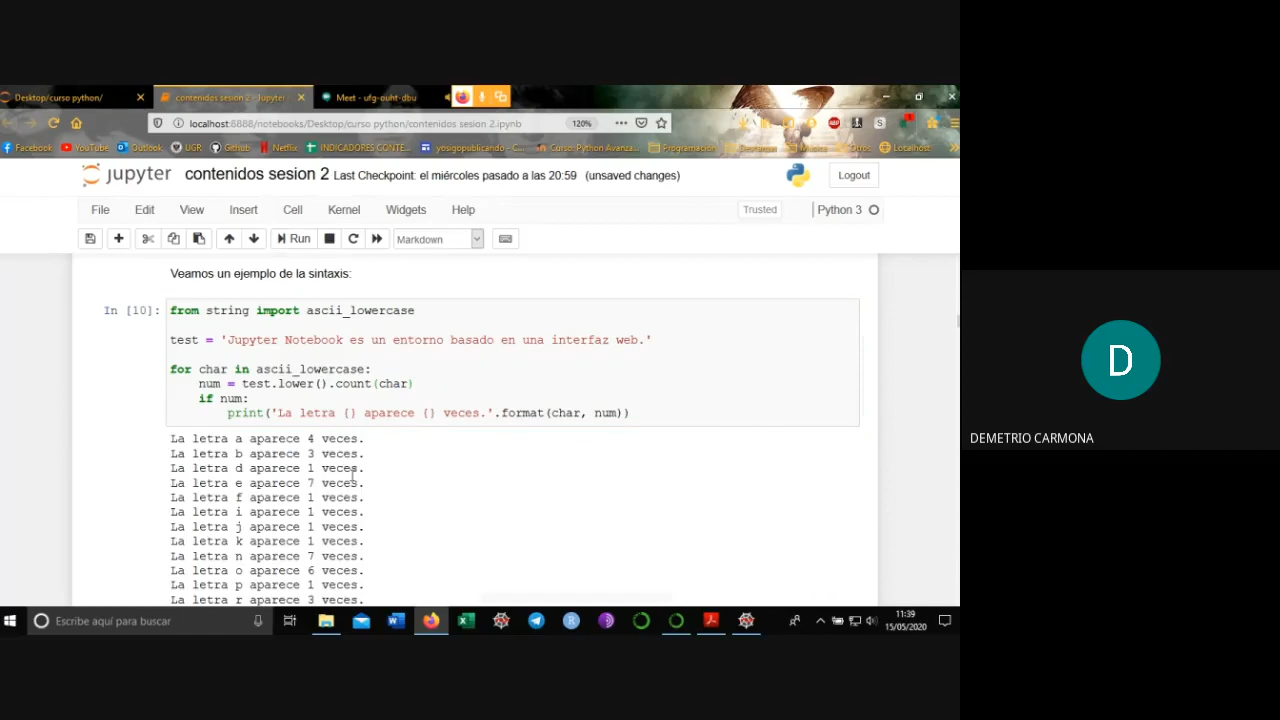 Desktop/curso python/
contenidos sesion 2 - Jupyter
Meet - ufg-ouht-dbu
localhost:8888/notebooks/Desktop/curso python/contenidos sesion 2.ipynb
120%
Facebook
YouTube
Outlook
UGR
Github
Netflix
INDICADORES CONTE...
yosigopublicando - C...
Curso: Python Avanza...
Programación
Musica
Otros
Localhost
jupyter contenidos sesion 2 Last Checkpoint: el miércoles pasado a las 20:59 (unsaved changes)
Logout
File Edit View Insert Cell Kernel Widgets Help
Trusted
Python 3
Run
Markdown
Veamos un ejemplo de la sintaxis:
In [10]:
from string import ascii_lowercase
test = 'Jupyter Notebook es un entorno basado en una interfaz web.'
for char in ascii_lowercase:
num = test.lower().count(char)
if num:
print('La letra {} aparece {} veces.'.format(char, num))
La letra a aparece 4 veces.
La letra b aparece 3 veces.
La letra d aparece 1 veces.
La letra e aparece 7 veces.
La letra f aparece 1 veces.
La letra i aparece 1 veces.
La letra j aparece 1 veces.
La letra k aparece 1 veces.
La letra n aparece 7 veces.
La letra o aparece 6 veces.
La letra p aparece 1 veces.
La letra r aparece 3 veces.
Escribe aquí para buscar
11:39
15/05/2020
D
DEMETRIO CARMONA